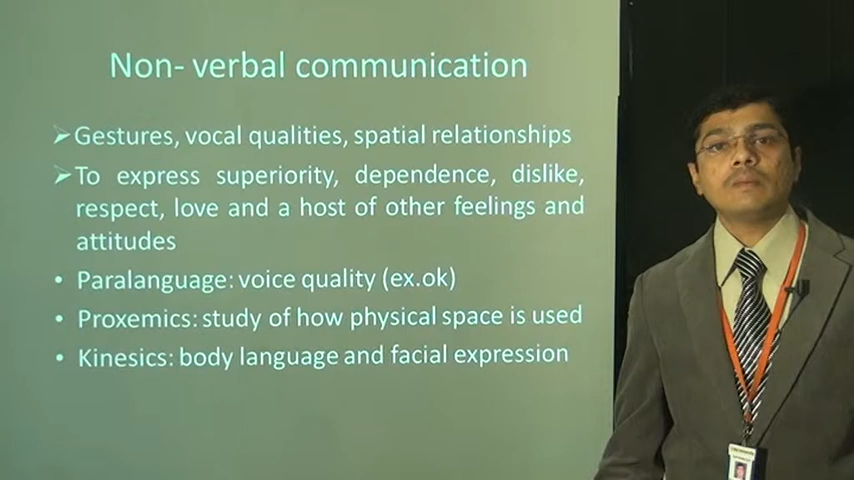 Non- verbal communication
➢Gestures, vocal qualities, spatial relationships
➢To express superiority, dependence, dislike,
respect, love and a host of other feelings and
attitudes
• Paralanguage: voice quality (ex.ok)
• Proxemics: study of how physical space is used
• Kinesics: body language and facial expression